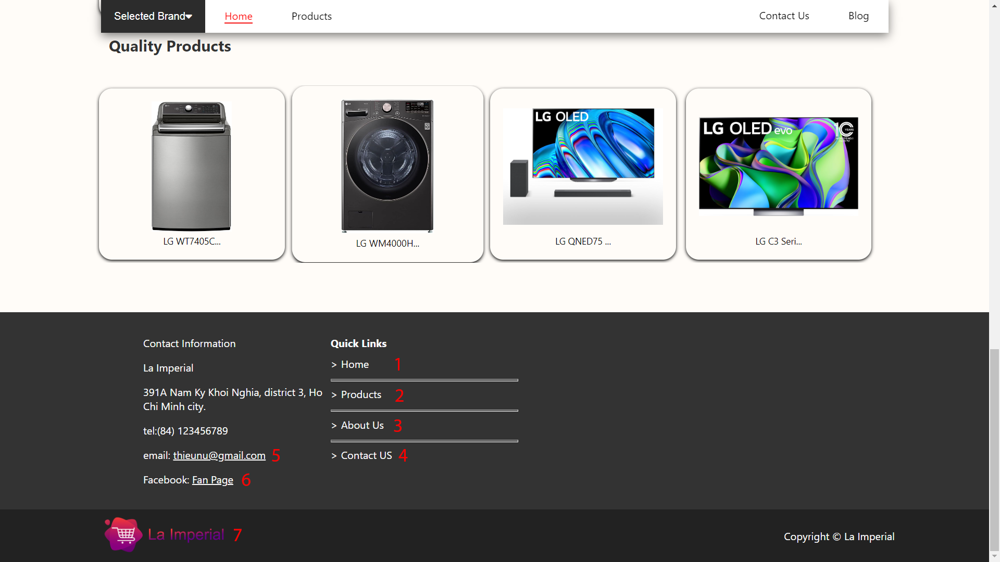 Selected Brand
Home
Products
Contact Us
Blog
Quality Products
LG OLED
LG OLED evo
10
YEARS
LG WT7405C...
LG WM4000H...
LG QNED75 ...
LG C3 Seri...
Contact Information
La Imperial
391A Nam Ky Khoi Nghia, district 3, Ho
Chi Minh city.
tel:(84) 123456789
email: thieunu@gmail.com 5
Facebook: Fan Page 6
Quick Links
> Home 1
> Products 2
> About Us 3
> Contact US 4
La Imperial 7
Copyright © La Imperial